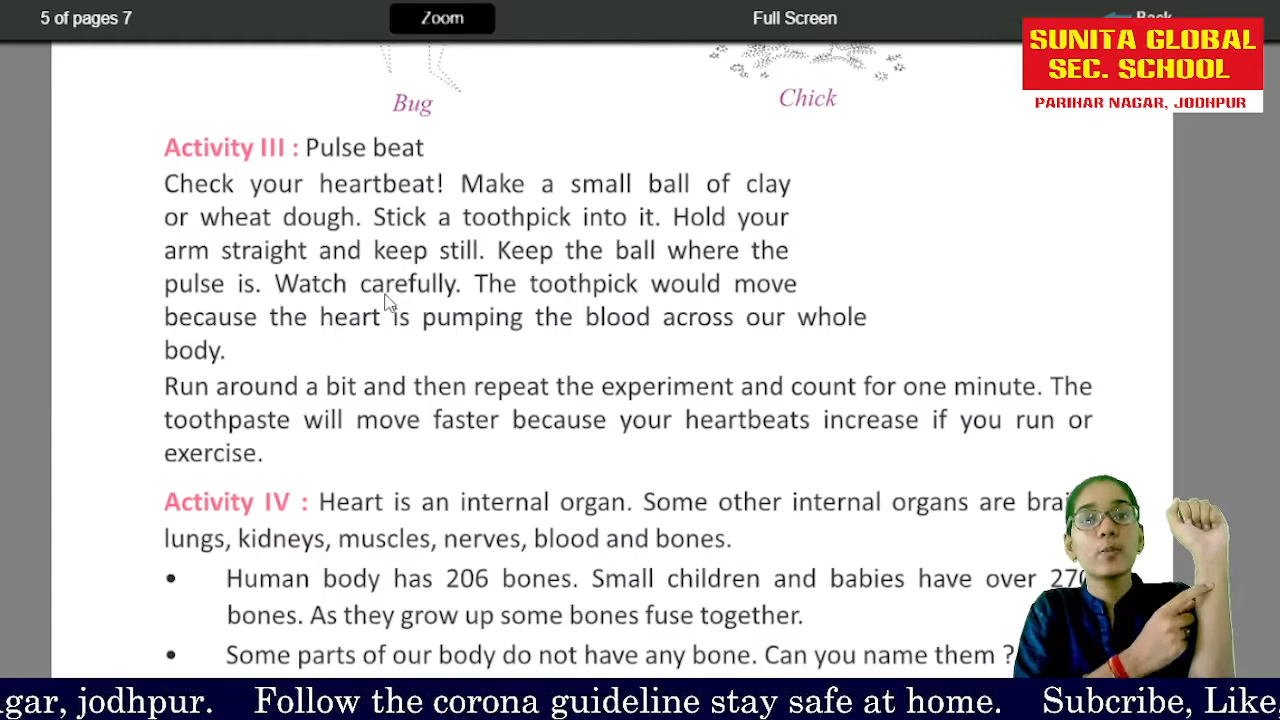 5 of pages 7
Zoom
Full Screen
Back
SUNITA GLOBAL
SEC. SCHOOL
PARIHAR NAGAR, JODHPUR
Bug
Chick
Activity III : Pulse beat
Check your heartbeat! Make a small ball of clay
or wheat dough. Stick a toothpick into it. Hold your
arm straight and keep still. Keep the ball where the
pulse is. Watch carefully. The toothpick would move
because the heart is pumping the blood across our whole
body.
Run around a bit and then repeat the experiment and count for one minute. The
toothpaste will move faster because your heartbeats increase if you run or
exercise.
Activity IV : Heart is an internal organ. Some other internal organs are
lungs, kidneys, muscles, nerves, blood and bones.
• Human body has 206 bones. Small children and babies have over 270
bones. As they grow up some bones fuse together.
• Some parts of our body do not have any bone. Can you name them ?
jodhpur. Follow the corona guideline stay safe at home. Subcribe, Like,